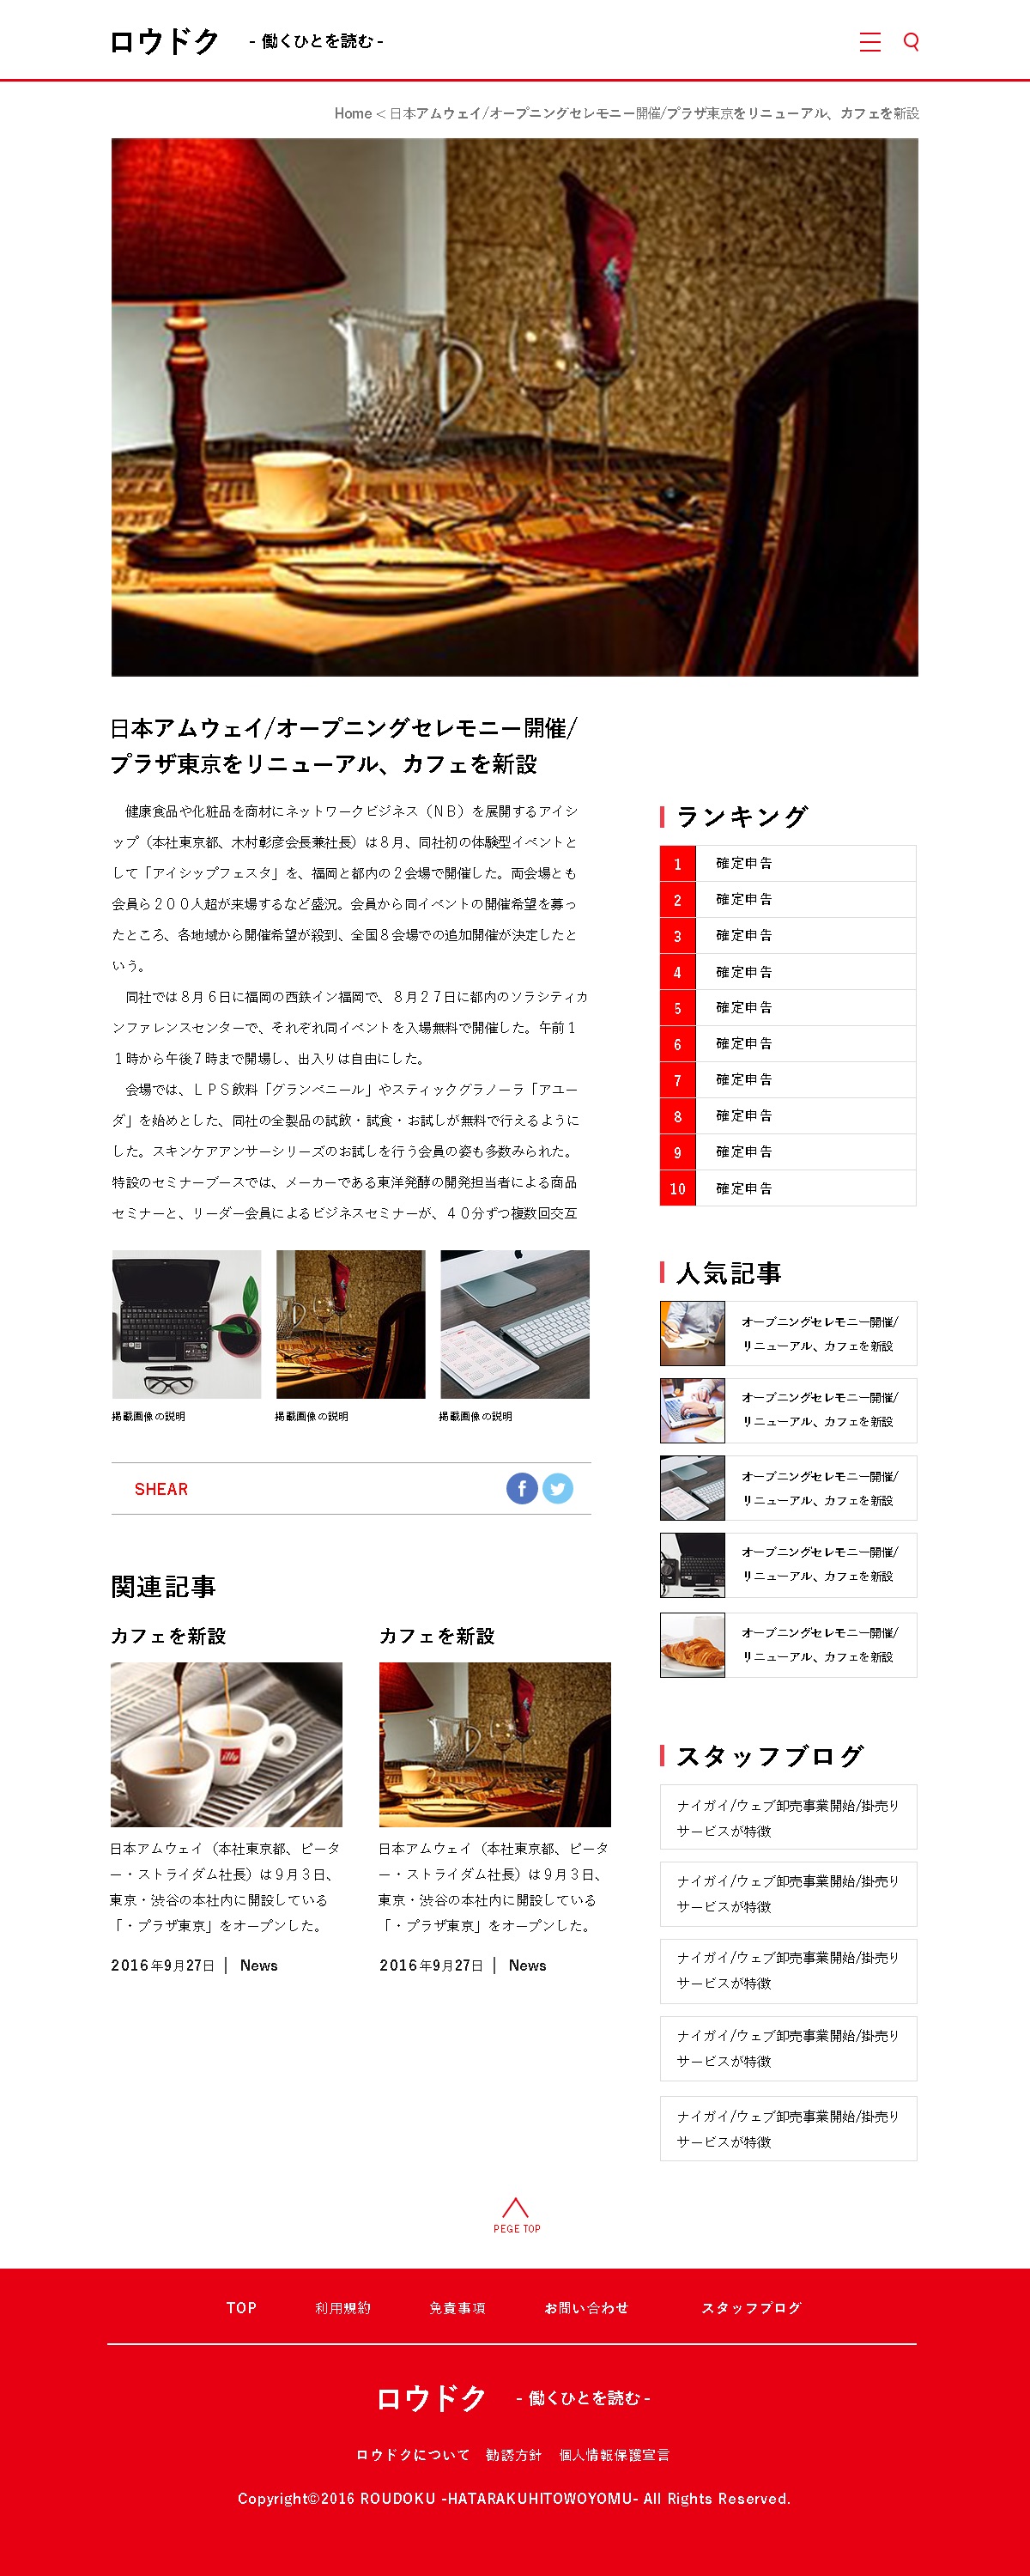 ロウドク - 働くひとを読む -
Home < 日本アムウェイ/オープニングセレモニー開催/プラザ東京をリニューアル、カフェを新設
日本アムウェイ/オープニングセレモニー開催/
プラザ東京をリニューアル、カフェを新設
　健康食品や化粧品を商材にネットワークビジネス（ＮＢ）を展開するアイシ
ップ（本社東京都、木村彰彦会長兼社長）は８月、同社初の体験型イベントと
して「アイシップフェスタ」を、福岡と都内の２会場で開催した。両会場とも
会員ら２００人超が来場するなど盛況。会員から同イベントの開催希望を募っ
たところ、各地域から開催希望が殺到、全国８会場での追加開催が決定したと
いう。
　同社では８月６日に福岡の西鉄イン福岡で、８月２７日に都内のソラシティカ
ンファレンスセンターで、それぞれ同イベントを入場無料で開催した。午前１
１時から午後７時まで開場し、出入りは自由にした。
　会場では、ＬＰＳ飲料「グランベニール」やスティックグラノーラ「アユー
ダ」を始めとした、同社の全製品の試飲・試食・お試しが無料で行えるように
した。スキンケアアンサーシリーズのお試しを行う会員の姿も多数みられた。
特設のセミナーブースでは、メーカーである東洋発酵の開発担当者による商品
セミナーと、リーダー会員によるビジネスセミナーが、４０分ずつ複数回交互
掲載画像の説明
掲載画像の説明
掲載画像の説明
SHEAR
f
関連記事
カフェを新設
illy
日本アムウェイ（本社東京都、ピータ
ー・ストライダム社長）は９月３日、
東京・渋谷の本社内に開設している
「・プラザ東京」をオープンした。
2016年9月27日 | News
カフェを新設
日本アムウェイ（本社東京都、ピータ
ー・ストライダム社長）は９月３日、
東京・渋谷の本社内に開設している
「・プラザ東京」をオープンした。
2016年9月27日 | News
ランキング
1 確定申告
2 確定申告
3 確定申告
4 確定申告
5 確定申告
6 確定申告
7 確定申告
8 確定申告
9 確定申告
10 確定申告
人気記事
オープニングセレモニー開催/
リニューアル、カフェを新設
オープニングセレモニー開催/
リニューアル、カフェを新設
オープニングセレモニー開催/
リニューアル、カフェを新設
オープニングセレモニー開催/
リニューアル、カフェを新設
オープニングセレモニー開催/
リニューアル、カフェを新設
スタッフブログ
ナイガイ/ウェブ卸売事業開始/掛売り
サービスが特徴
ナイガイ/ウェブ卸売事業開始/掛売り
サービスが特徴
ナイガイ/ウェブ卸売事業開始/掛売り
サービスが特徴
ナイガイ/ウェブ卸売事業開始/掛売り
サービスが特徴
ナイガイ/ウェブ卸売事業開始/掛売り
サービスが特徴
PEGE TOP
TOP 利用規約 免責事項 お問い合わせ スタッフブログ
ロウドク - 働くひとを読む -
ロウドクについて 勧誘方針 個人情報保護宣言
Copyright©2016 ROUDOKU -HATARAKUHITOWOYOMU- All Rights Reserved.